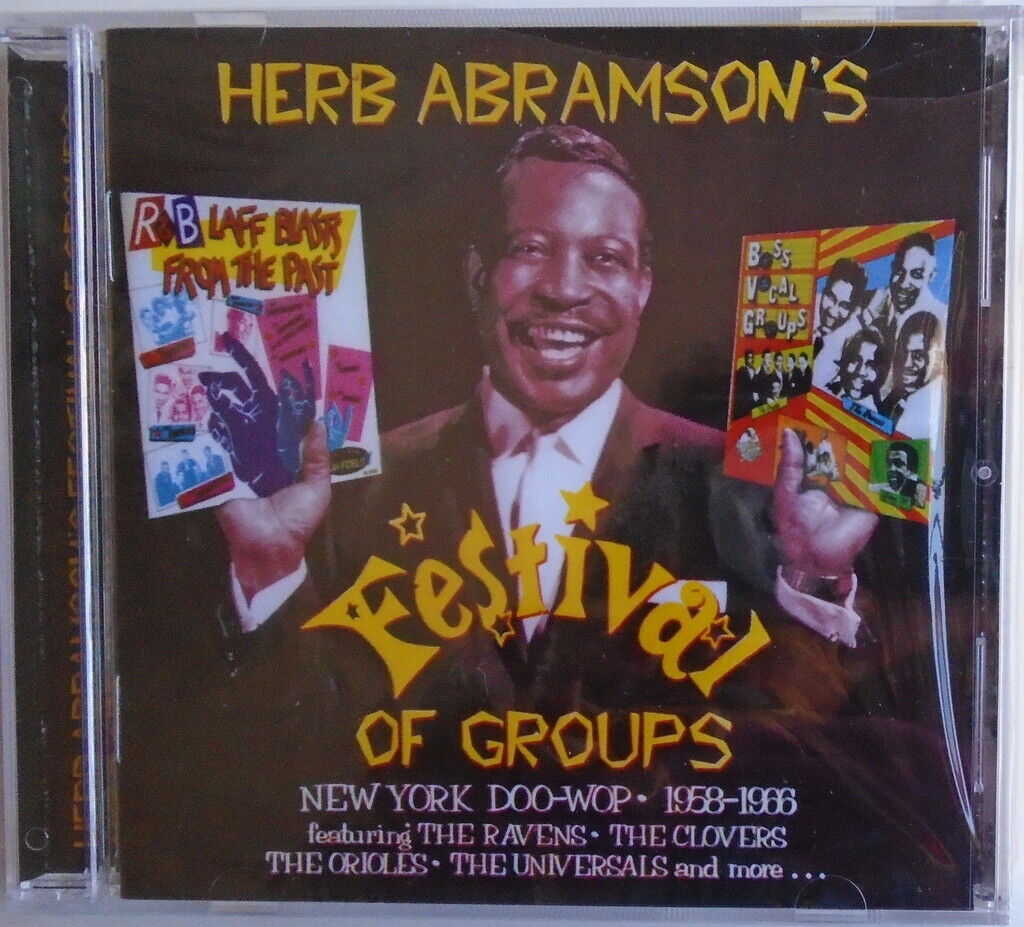 HERB ABRAMSON'S
R&B LAFF BLASTS
FROM THE PAST
BOSS
VOCAL
GROUPS
Festival
OF GROUPS
NEW YORK DOO-WOP • 1958-1966
featuring THE RAVENS • THE CLOVERS
THE ORIOLES • THE UNIVERSALS and more...
HERB ABRAMSON'S FESTIVAL OF GROUPS